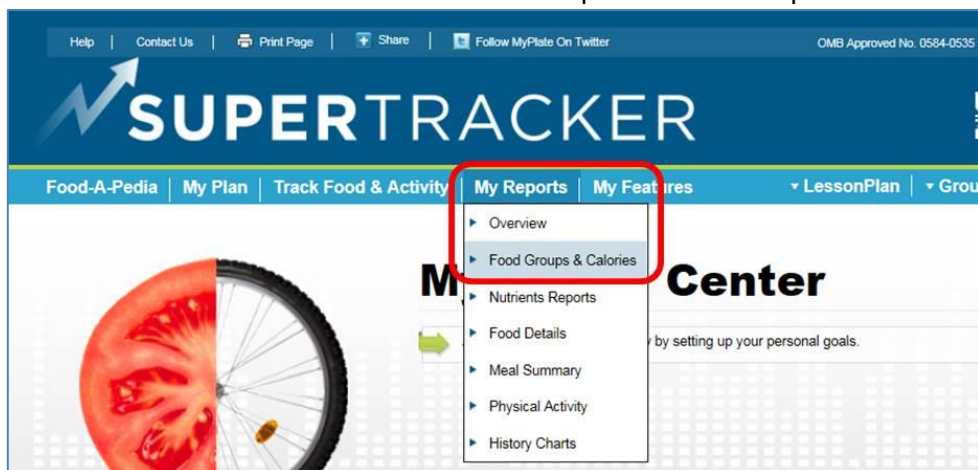 Help | Contact Us | Print Page | Share | Follow MyPlate On Twitter OMB Approved No. 0584-0535
SUPERTRACKER
Food-A-Pedia | My Plan | Track Food & Activity | My Reports | My Features LessonPlan | Grou
Overview
Food Groups & Calories
M Center
Nutrients Reports
Food Details
by setting up your personal goals.
Meal Summary
Physical Activity
History Charts